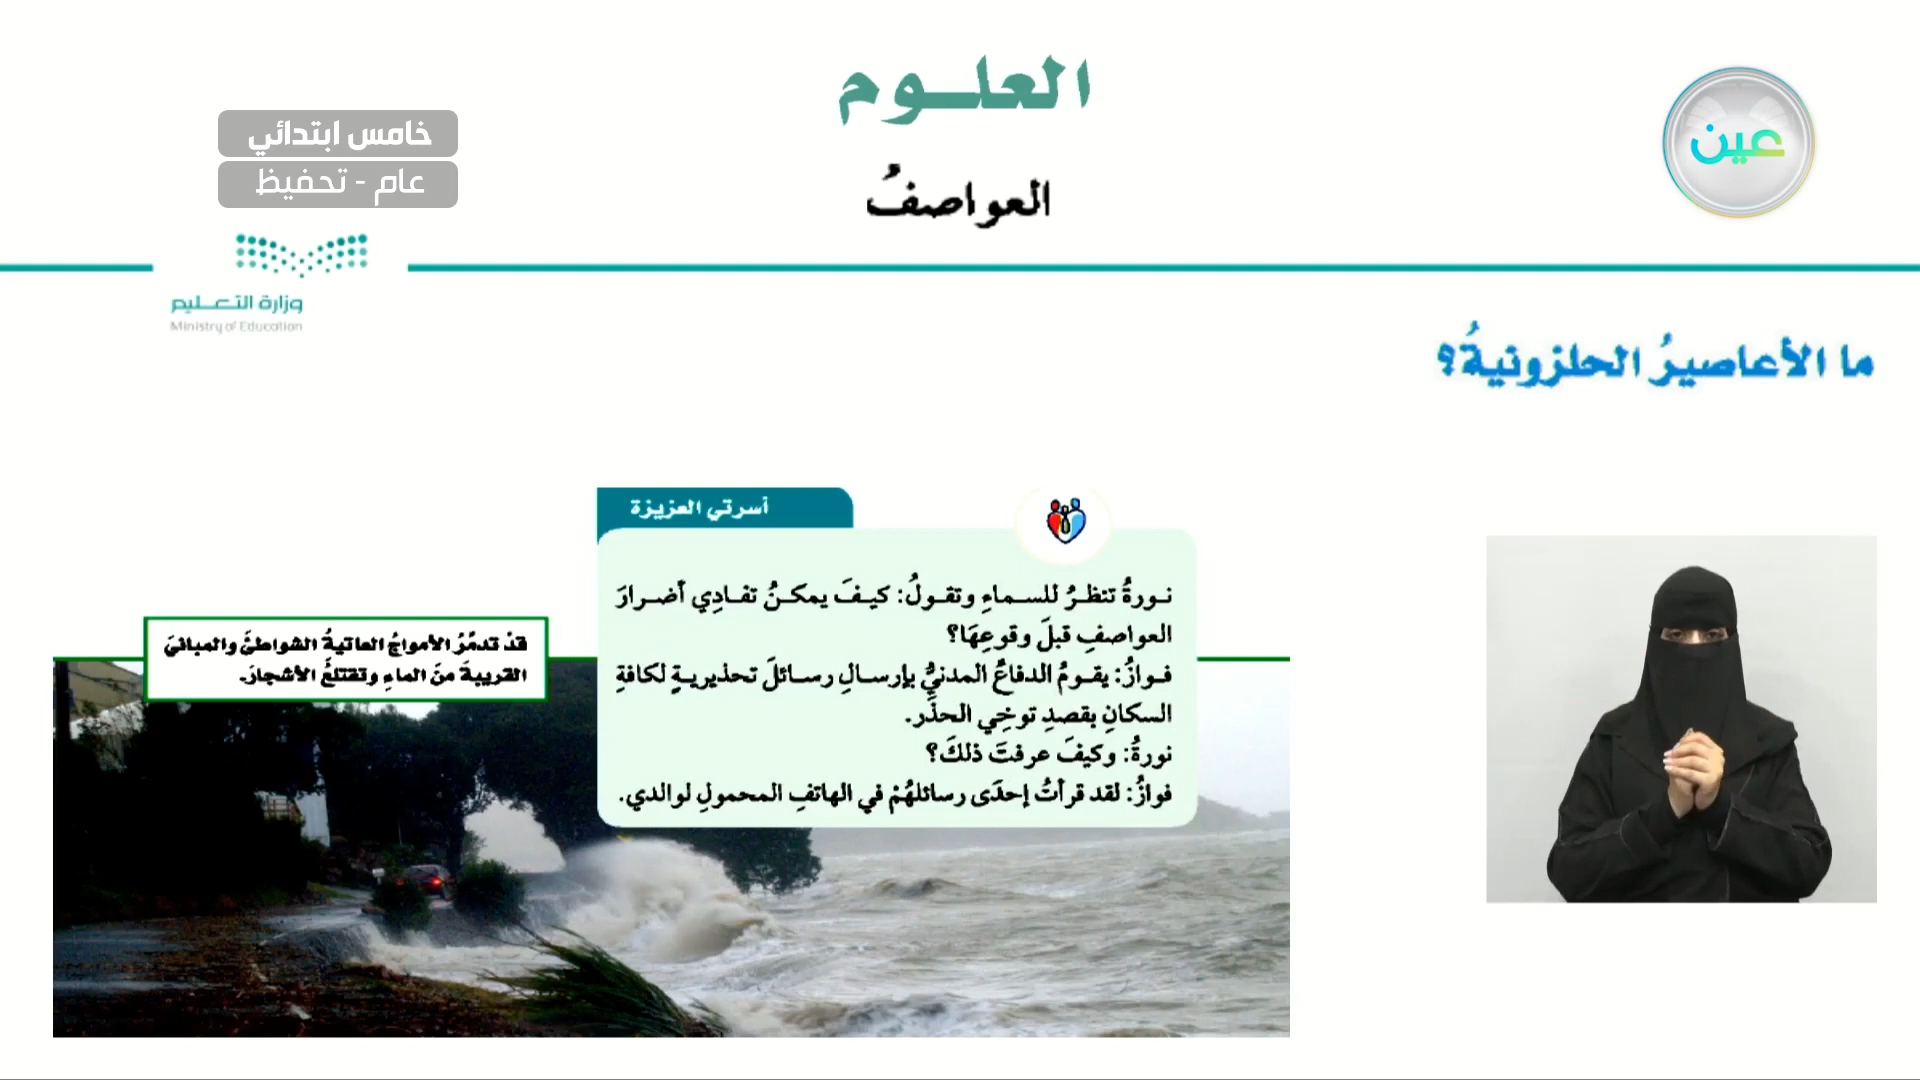 العلـــوم
العواصفُ
عين
خامس ابتدائي
عام - تحفيظ
وزارة التعـــليم
Ministry of Education
ما الأعاصيرُ الحلزونيةُ؟
أسرتي العزيزة
نـورةُ تنظـرُ للسـماءِ وتقـولُ: كيـفَ يمكـنُ تفـادِي أضـرارَ
العواصفِ قبلَ وقوعِهَا؟
فـوازُ: يقـومُ الدفاعُ المدنيُّ بإرسـالِ رسـائلَ تحذيريـةٍ لكافةِ
السكانِ بقصدِ توخِي الحذَر.
نورةُ: وكيفَ عرفتَ ذلكَ؟
فوازُ: لقد قرأتُ إحدَى رسائلهُمْ في الهاتفِ المحمولِ لوالدي.
قدْ تدمِّرُ الأمواجُ العاتيةُ الشواطئَ والمبانيَ
القريبةَ منَ الماءِ وتقتلعُ الأشجارَ.